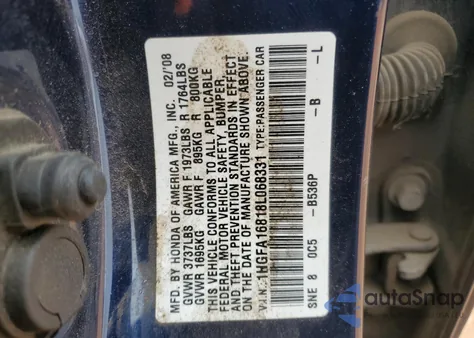 MFD. BY HONDA OF AMERICA MFG., INC. 02/'08
GVWR 3737LBS GAWR F 1973LBS R 1764LBS
GVWR 1695KG GAWR F 895KG R 800KG
THIS VEHICLE CONFORMS TO ALL APPLICABLE
FEDERAL MOTOR VEHICLE SAFETY, BUMPER,
AND THEFT PREVENTION STANDARDS IN EFFECT
ON THE DATE OF MANUFACTURE SHOWN ABOVE.
V.I.N.: 1HGFA16818L068331 TYPE:PASSENGER CAR
SNE 8 0C5 -B536P -B -L
autoSnap